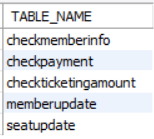 TABLE_NAME
checkmemberinfo
checkpayment
checkticketingamount
memberupdate
seatupdate